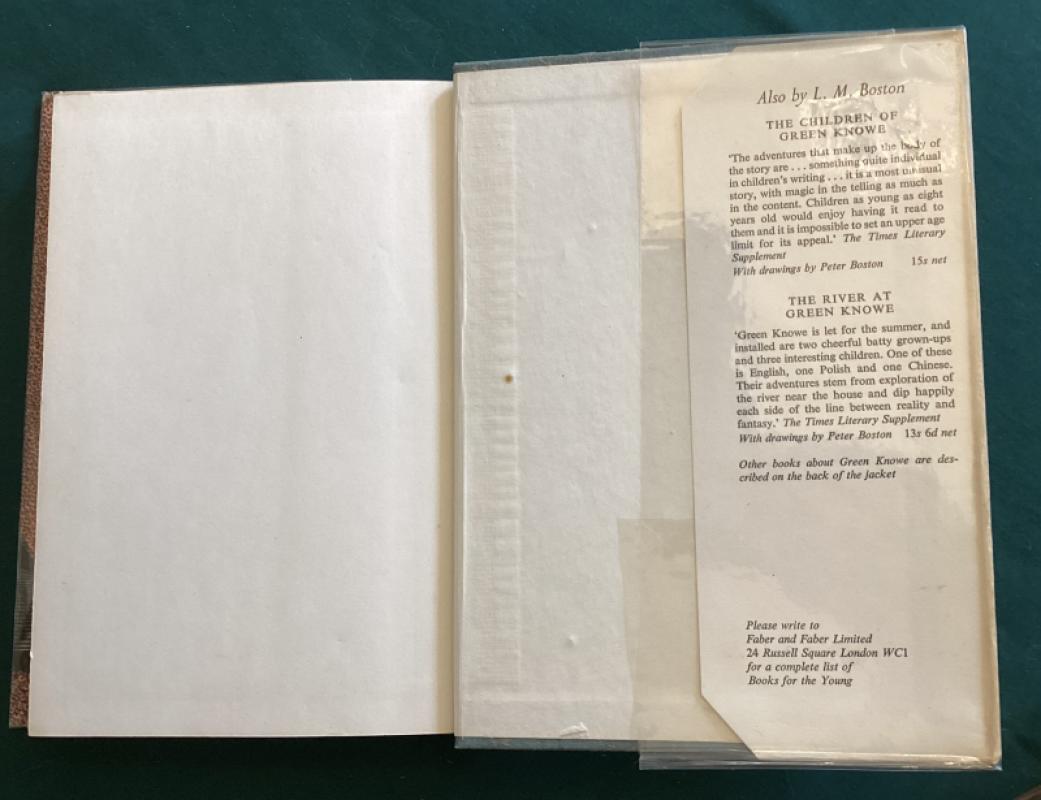 Also by L. M. Boston
THE CHILDREN OF
GREEN KNOWE
'The adventures that make up the body of
the story are . . . something quite individual
in children's writing . . . it is a most unusual
story, with magic in the telling as much as
in the content. Children as young as eight
years old would enjoy having it read to
them and it is impossible to set an upper age
limit for its appeal.' The Times Literary
Supplement
With drawings by Peter Boston 15s net
THE RIVER AT
GREEN KNOWE
'Green Knowe is let for the summer, and
installed are two cheerful batty grown-ups
and three interesting children. One of these
is English, one Polish and one Chinese.
Their adventures stem from exploration of
the river near the house and dip happily
each side of the line between reality and
fantasy.' The Times Literary Supplement
With drawings by Peter Boston 13s 6d net
Other books about Green Knowe are des-
cribed on the back of the jacket
Please write to
Faber and Faber Limited
24 Russell Square London WC1
for a complete list of
Books for the Young